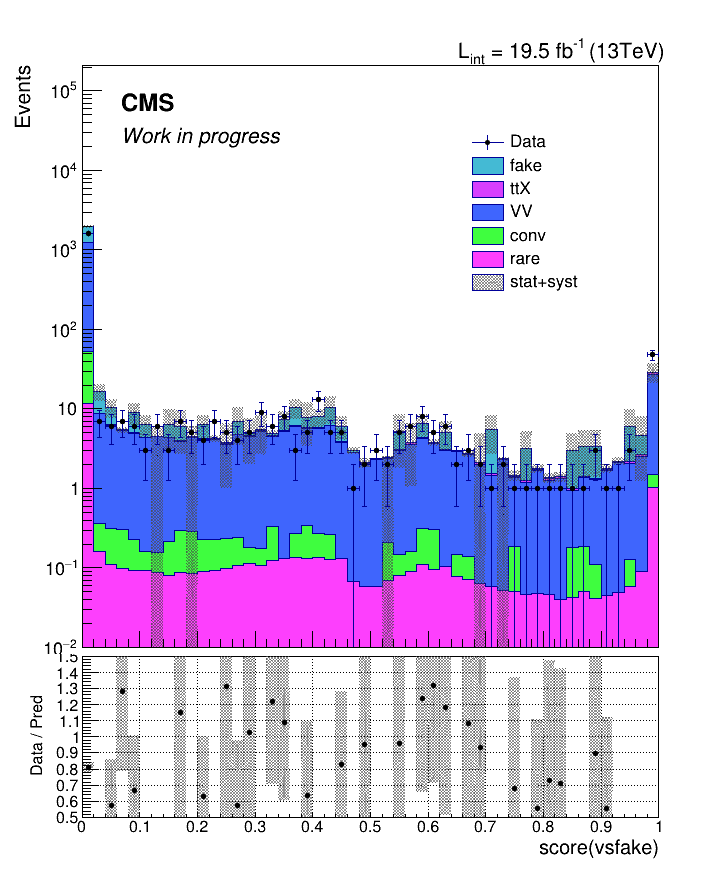 L_int = 19.5 fb^-1 (13TeV)
Events
CMS
Work in progress
Data
fake
ttX
VV
conv
rare
stat+syst
10^5
10^4
10^3
10^2
10
1
10^−1
10^−2
Data / Pred
1.5
1.4
1.3
1.2
1.1
1
0.9
0.8
0.7
0.6
0.5
0 0.1 0.2 0.3 0.4 0.5 0.6 0.7 0.8 0.9 1
score(vsfake)